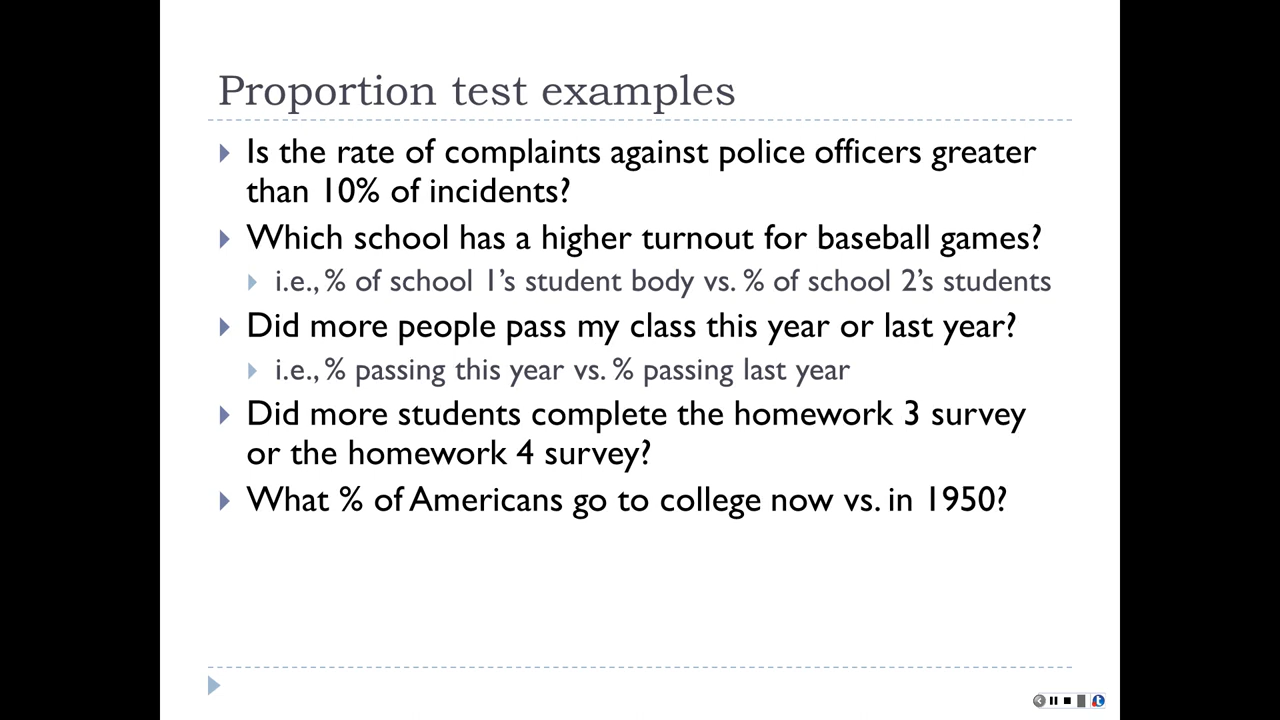 Proportion test examples
Is the rate of complaints against police officers greater
than 10% of incidents?
Which school has a higher turnout for baseball games?
i.e., % of school 1's student body vs. % of school 2's students
Did more people pass my class this year or last year?
i.e., % passing this year vs. % passing last year
Did more students complete the homework 3 survey
or the homework 4 survey?
What % of Americans go to college now vs. in 1950?